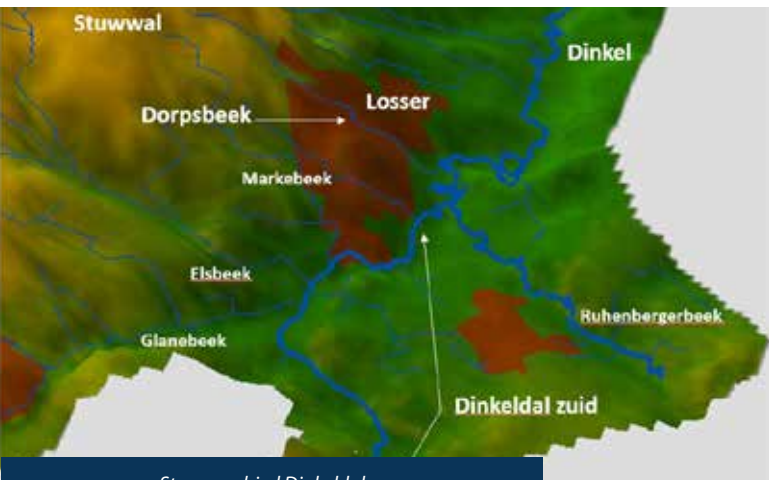 Stuwwal
Dinkel
Losser
Dorpsbeek
Markebeek
Elsbeek
Ruhenbergerbeek
Glanebeek
Dinkeldal zuid